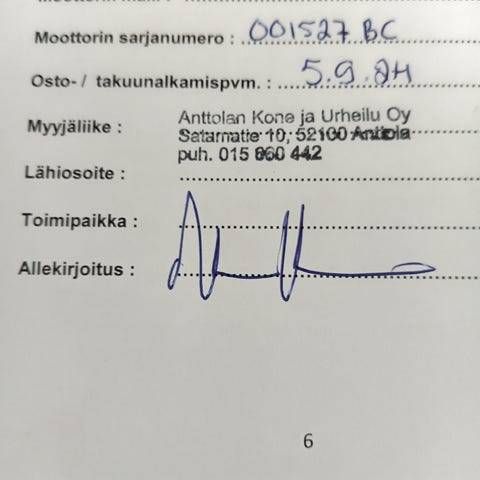 Moottorin sarjanumero : 001527 BC
Osto- / takuunalkamispvm. : 5.9.24
Myyjäliike : Anttolan Kone ja Urheilu Oy
Satamatie 10, 52100 Anttola
puh. 015 660 442
Lähiosoite :
Toimipaikka :
Allekirjoitus :
6